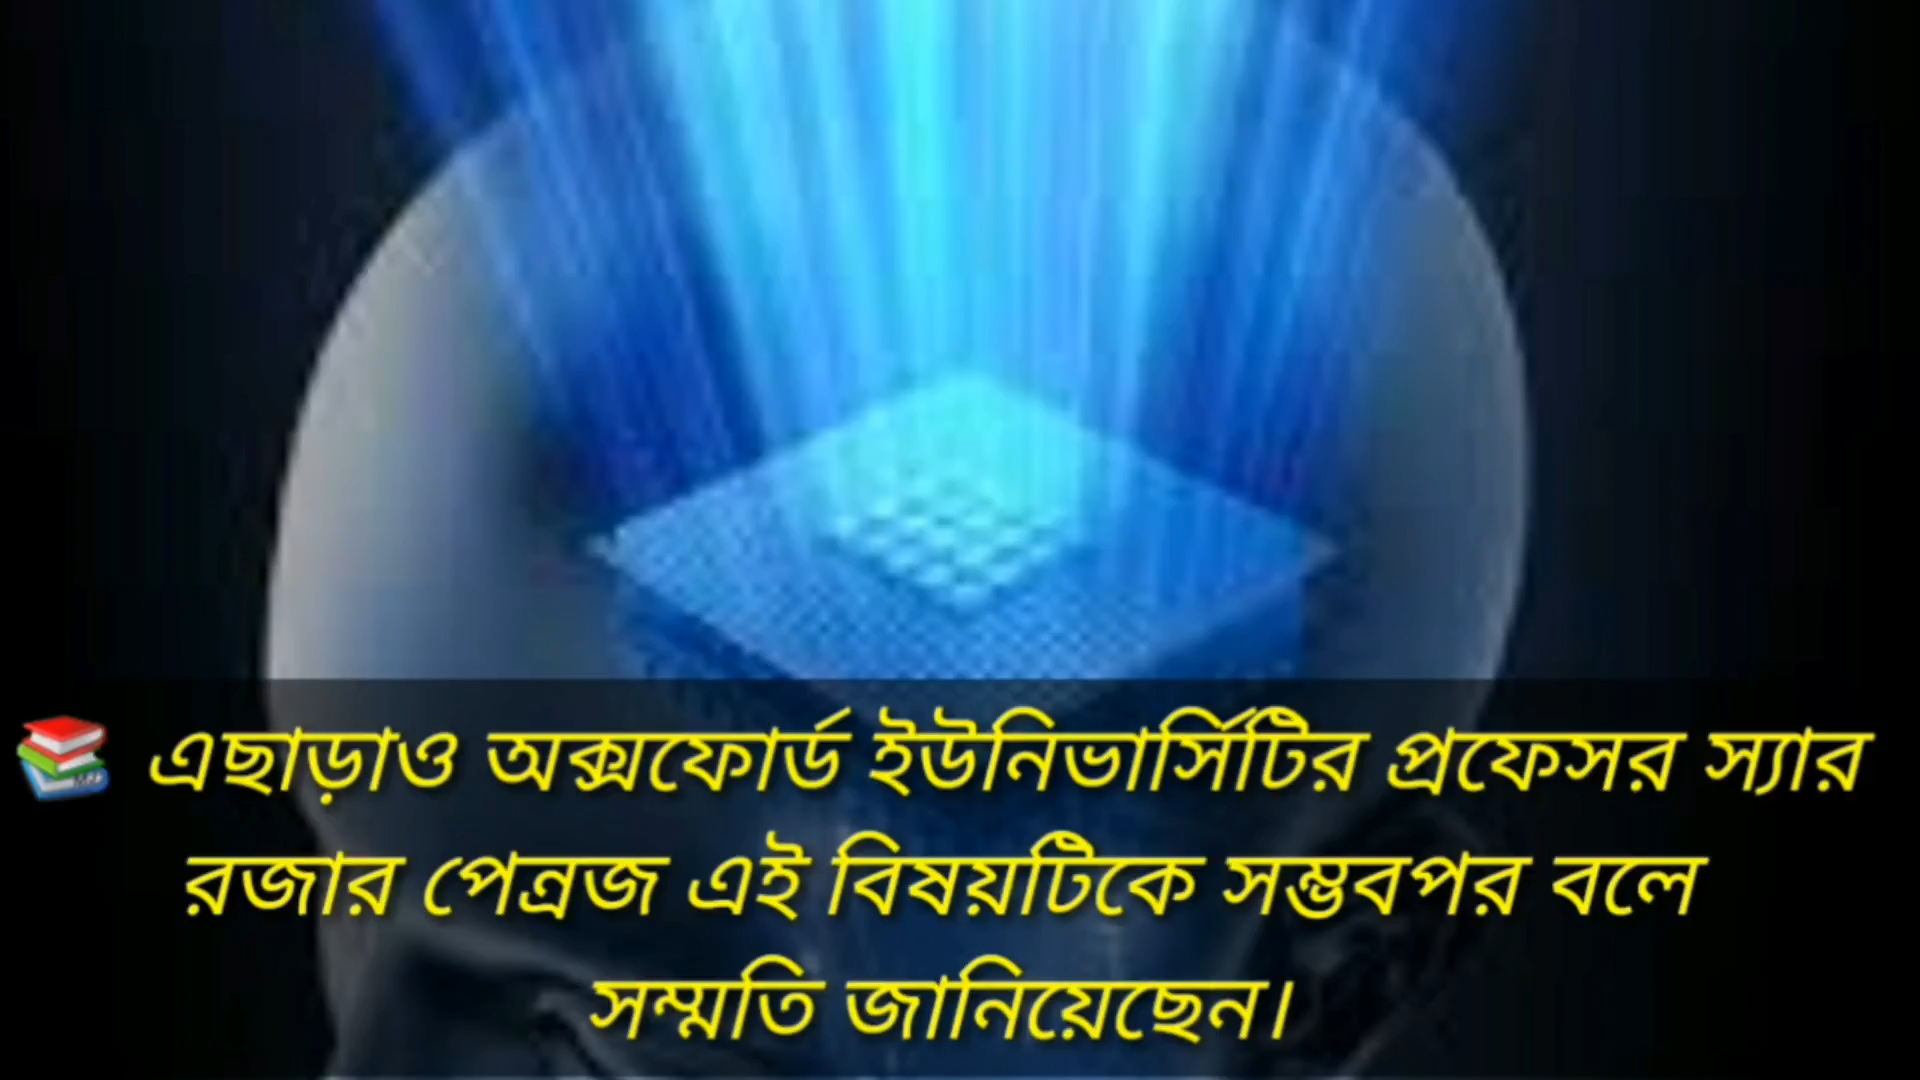 📚 এছাড়াও অক্সফোর্ড ইউনিভার্সিটির প্রফেসর স্যার
রজার পেন্রজ এই বিষয়টিকে সম্ভবপর বলে
সম্মতি জানিয়েছেন।